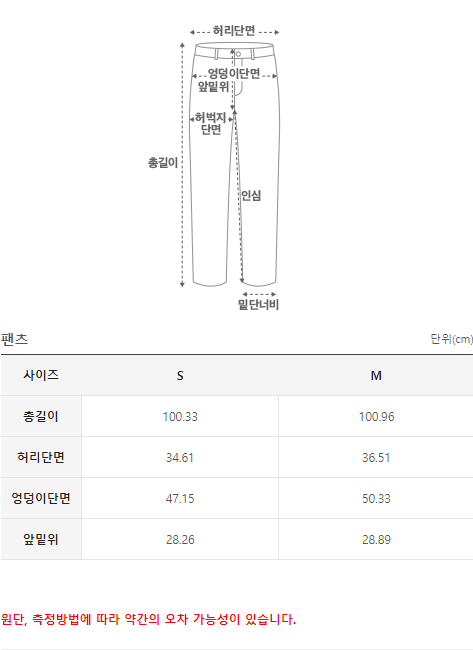 허리단면
엉덩이단면
앞밑위
허벅지
단면
총길이
인심
밑단너비
팬츠 단위(cm)
사이즈 S M
총길이 100.33 100.96
허리단면 34.61 36.51
엉덩이단면 47.15 50.33
앞밑위 28.26 28.89
원단, 측정방법에 따라 약간의 오차 가능성이 있습니다.